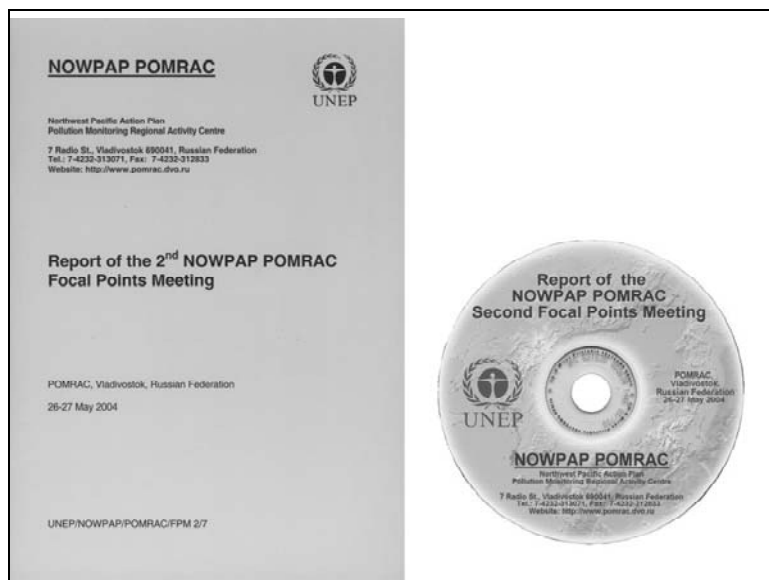 NOWPAP POMRAC
UNEP
Northwest Pacific Action Plan
Pollution Monitoring Regional Activity Centre
7 Radio St., Vladivostok 690041, Russian Federation
Tel.: 7-4232-313071, Fax: 7-4232-312833
Website: http://www.pomrac.dvo.ru
Report of the 2nd NOWPAP POMRAC
Focal Points Meeting
POMRAC, Vladivostok, Russian Federation
26-27 May 2004
UNEP/NOWPAP/POMRAC/FPM 2/7
Report of the
NOWPAP POMRAC
Second Focal Points Meeting
UNEP
POMRAC,
Vladivostok,
Russian Federation
26-27 May 2004
NOWPAP POMRAC
Northwest Pacific Action Plan
Pollution Monitoring Regional Activity Centre
7 Radio St., Vladivostok 690041, Russian Federation
Tel.: 7-4232-313071, Fax: 7-4232-312833
Website: http://www.pomrac.dvo.ru